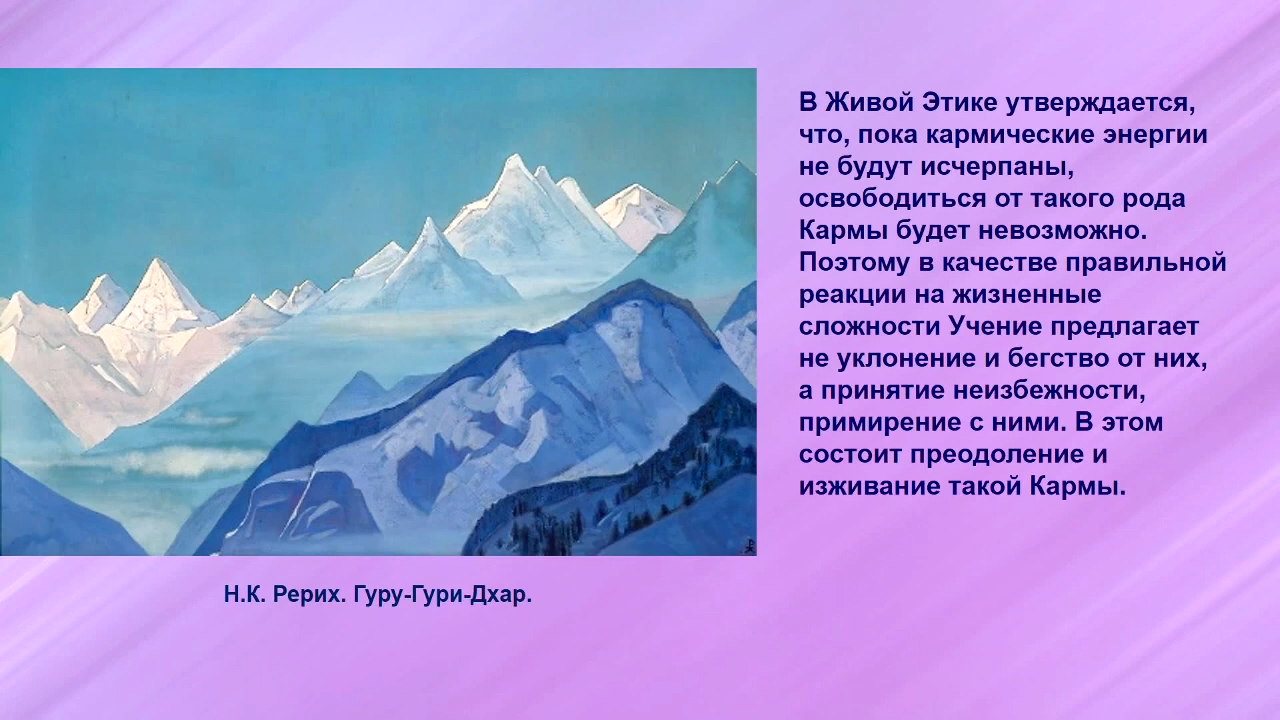 В Живой Этике утверждается,
что, пока кармические энергии
не будут исчерпаны,
освободиться от такого рода
Кармы будет невозможно.
Поэтому в качестве правильной
реакции на жизненные
сложности Учение предлагает
не уклонение и бегство от них,
а принятие неизбежности,
примирение с ними. В этом
состоит преодоление и
изживание такой Кармы.
Н.К. Рерих. Гуру-Гури-Дхар.